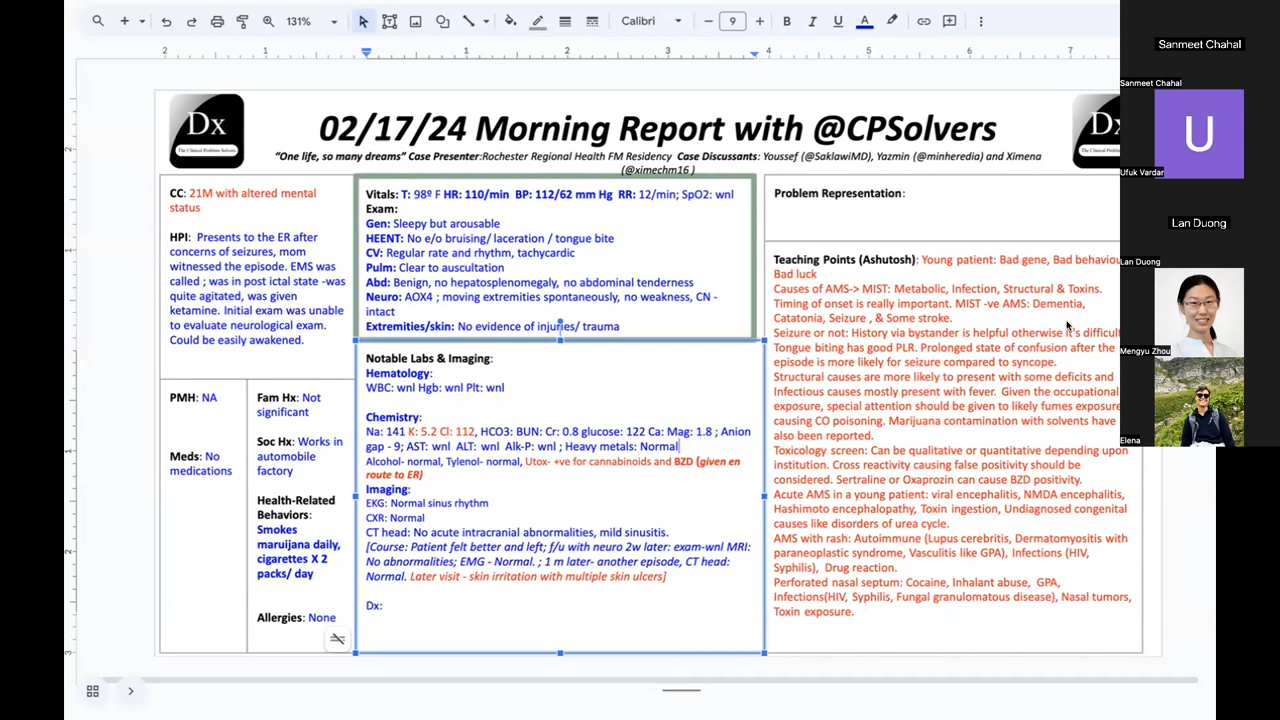 131%
Calibri
9
B I U A
2 1 1 2 3 4 5 6 7
Dx
The Clinical Problem Solvers
02/17/24 Morning Report with @CPSolvers
"One life, so many dreams" Case Presenter:Rochester Regional Health FM Residency Case Discussants: Youssef (@SaklawiMD), Yazmin (@minheredia) and Ximena
(@ximechm16 )
CC: 21M with altered mental
status
HPI: Presents to the ER after
concerns of seizures, mom
witnessed the episode. EMS was
called ; was in post ictal state -was
quite agitated, was given
ketamine. Initial exam was unable
to evaluate neurological exam.
Could be easily awakened.
PMH: NA
Meds: No
medications
Fam Hx: Not
significant
Soc Hx: Works in
automobile
factory
Health-Related
Behaviors:
Smokes
maruijana daily,
cigarettes X 2
packs/ day
Allergies: None
Vitals: T: 98º F HR: 110/min BP: 112/62 mm Hg RR: 12/min; SpO2: wnl
Exam:
Gen: Sleepy but arousable
HEENT: No e/o bruising/ laceration / tongue bite
CV: Regular rate and rhythm, tachycardic
Pulm: Clear to auscultation
Abd: Benign, no hepatosplenomegaly, no abdominal tenderness
Neuro: AOX4 ; moving extremities spontaneously, no weakness, CN -
intact
Extremities/skin: No evidence of injuries/ trauma
Notable Labs & Imaging:
Hematology:
WBC: wnl Hgb: wnl Plt: wnl
Chemistry:
Na: 141 K: 5.2 Cl: 112, HCO3: BUN: Cr: 0.8 glucose: 122 Ca: Mag: 1.8 ; Anion
gap - 9; AST: wnl ALT: wnl Alk-P: wnl ; Heavy metals: Normal
Alcohol- normal, Tylenol- normal, Utox- +ve for cannabinoids and BZD (given en
route to ER)
Imaging:
EKG: Normal sinus rhythm
CXR: Normal
CT head: No acute intracranial abnormalities, mild sinusitis.
[Course: Patient felt better and left; f/u with neuro 2w later: exam-wnl MRI:
No abnormalities; EMG - Normal. ; 1 m later- another episode, CT head:
Normal. Later visit - skin irritation with multiple skin ulcers]
Dx:
Problem Representation:
Teaching Points (Ashutosh): Young patient: Bad gene, Bad behaviou
Bad luck
Causes of AMS-> MIST: Metabolic, Infection, Structural & Toxins.
Timing of onset is really important. MIST -ve AMS: Dementia,
Catatonia, Seizure , & Some stroke.
Seizure or not: History via bystander is helpful otherwise it's difficult
Tongue biting has good PLR. Prolonged state of confusion after the
episode is more likely for seizure compared to syncope.
Structural causes are more likely to present with some deficits and
Infectious causes mostly present with fever. Given the occupational
exposure, special attention should be given to likely fumes exposure
causing CO poisoning. Marijuana contamination with solvents have
also been reported.
Toxicology screen: Can be qualitative or quantitative depending upon
institution. Cross reactivity causing false positivity should be
considered. Sertraline or Oxaprozin can cause BZD positivity.
Acute AMS in a young patient: viral encephalitis, NMDA encephalitis,
Hashimoto encephalopathy, Toxin ingestion, Undiagnosed congenital
causes like disorders of urea cycle.
AMS with rash: Autoimmune (Lupus cerebritis, Dermatomyositis with
paraneoplastic syndrome, Vasculitis like GPA), Infections (HIV,
Syphilis), Drug reaction.
Perforated nasal septum: Cocaine, Inhalant abuse, GPA,
Infections(HIV, Syphilis, Fungal granulomatous disease), Nasal tumors,
Toxin exposure.
Sanmeet Chahal
Sanmeet Chahal
U
Ufuk Vardar
Lan Duong
Lan Duong
Mengyu Zhou
Elena